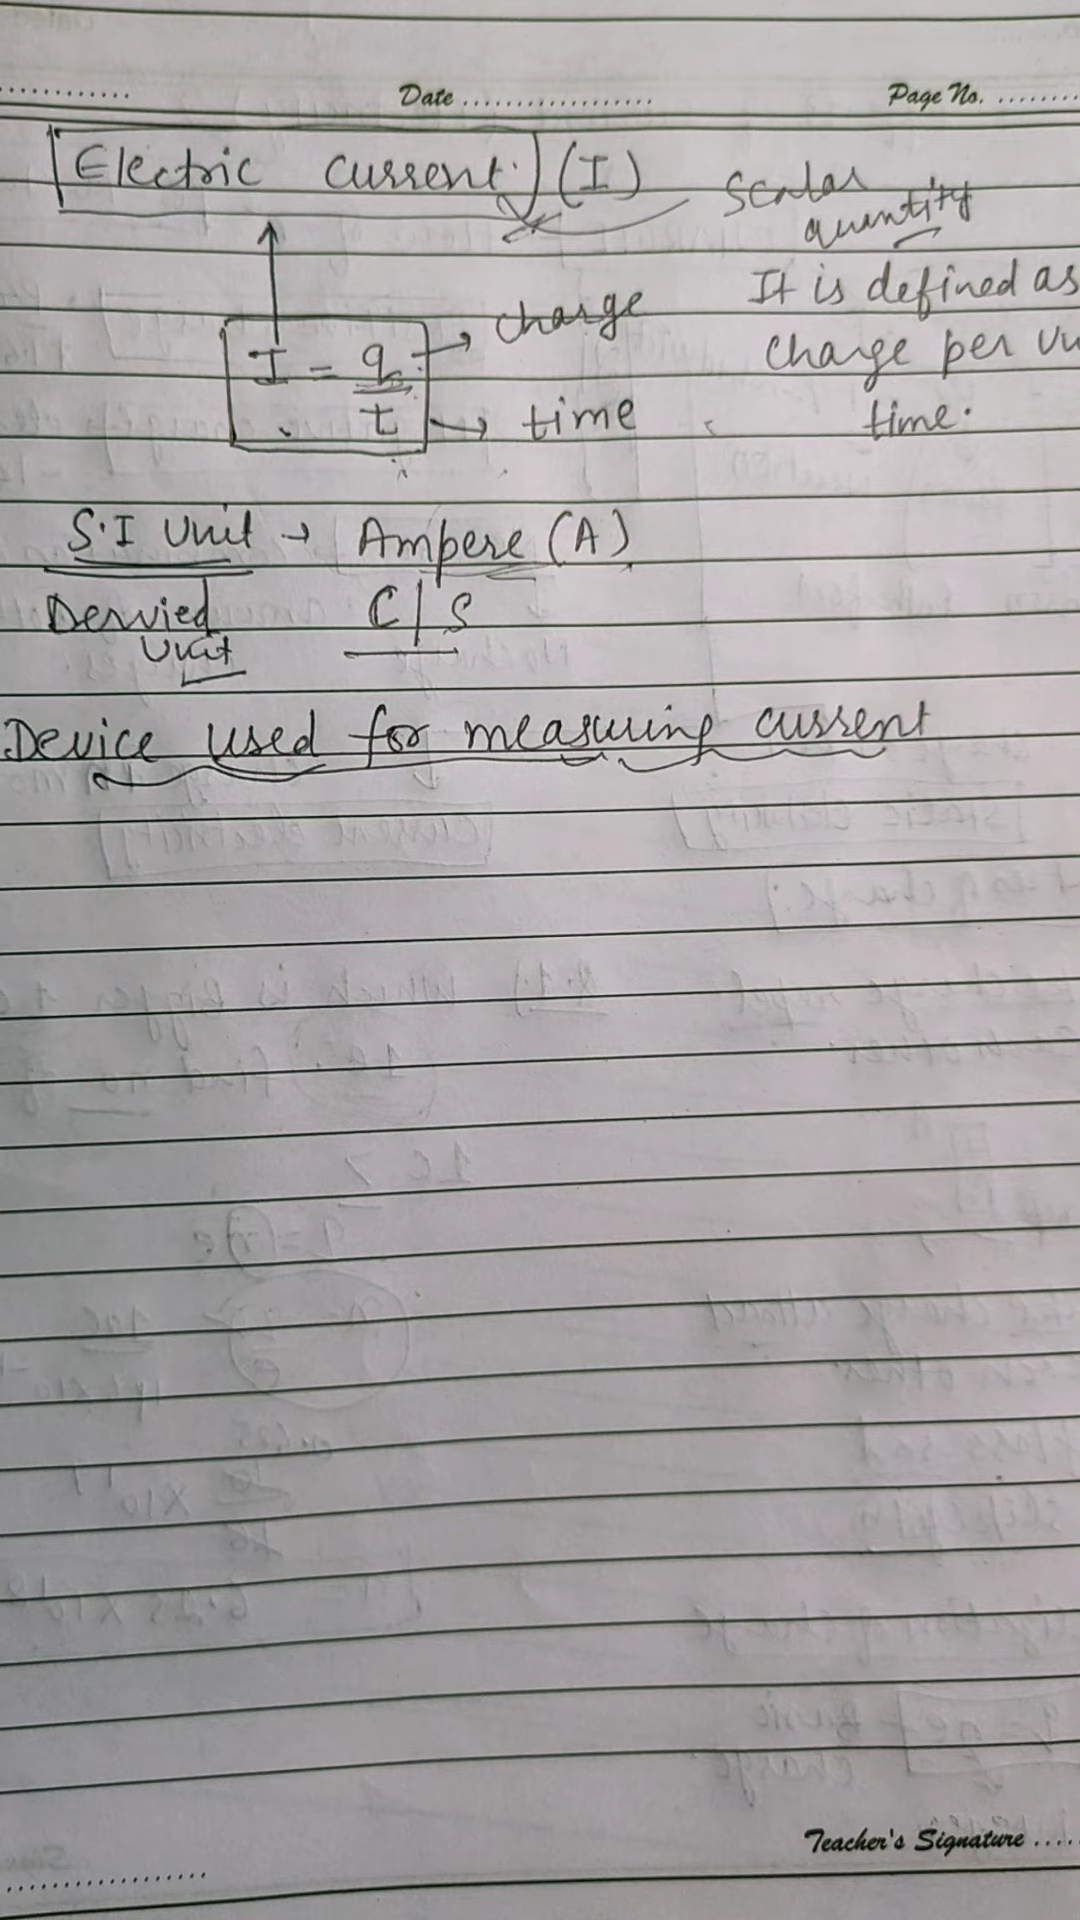 Date ................... Page No. ........
Electric current (I)
Scalar quantity
It is defined as
charge per
time.
I = q/t
→ charge
→ time
S.I Unit → Ampere (A)
Dervied Unit C/S
Device used for measuring current
Teacher's Signature ....